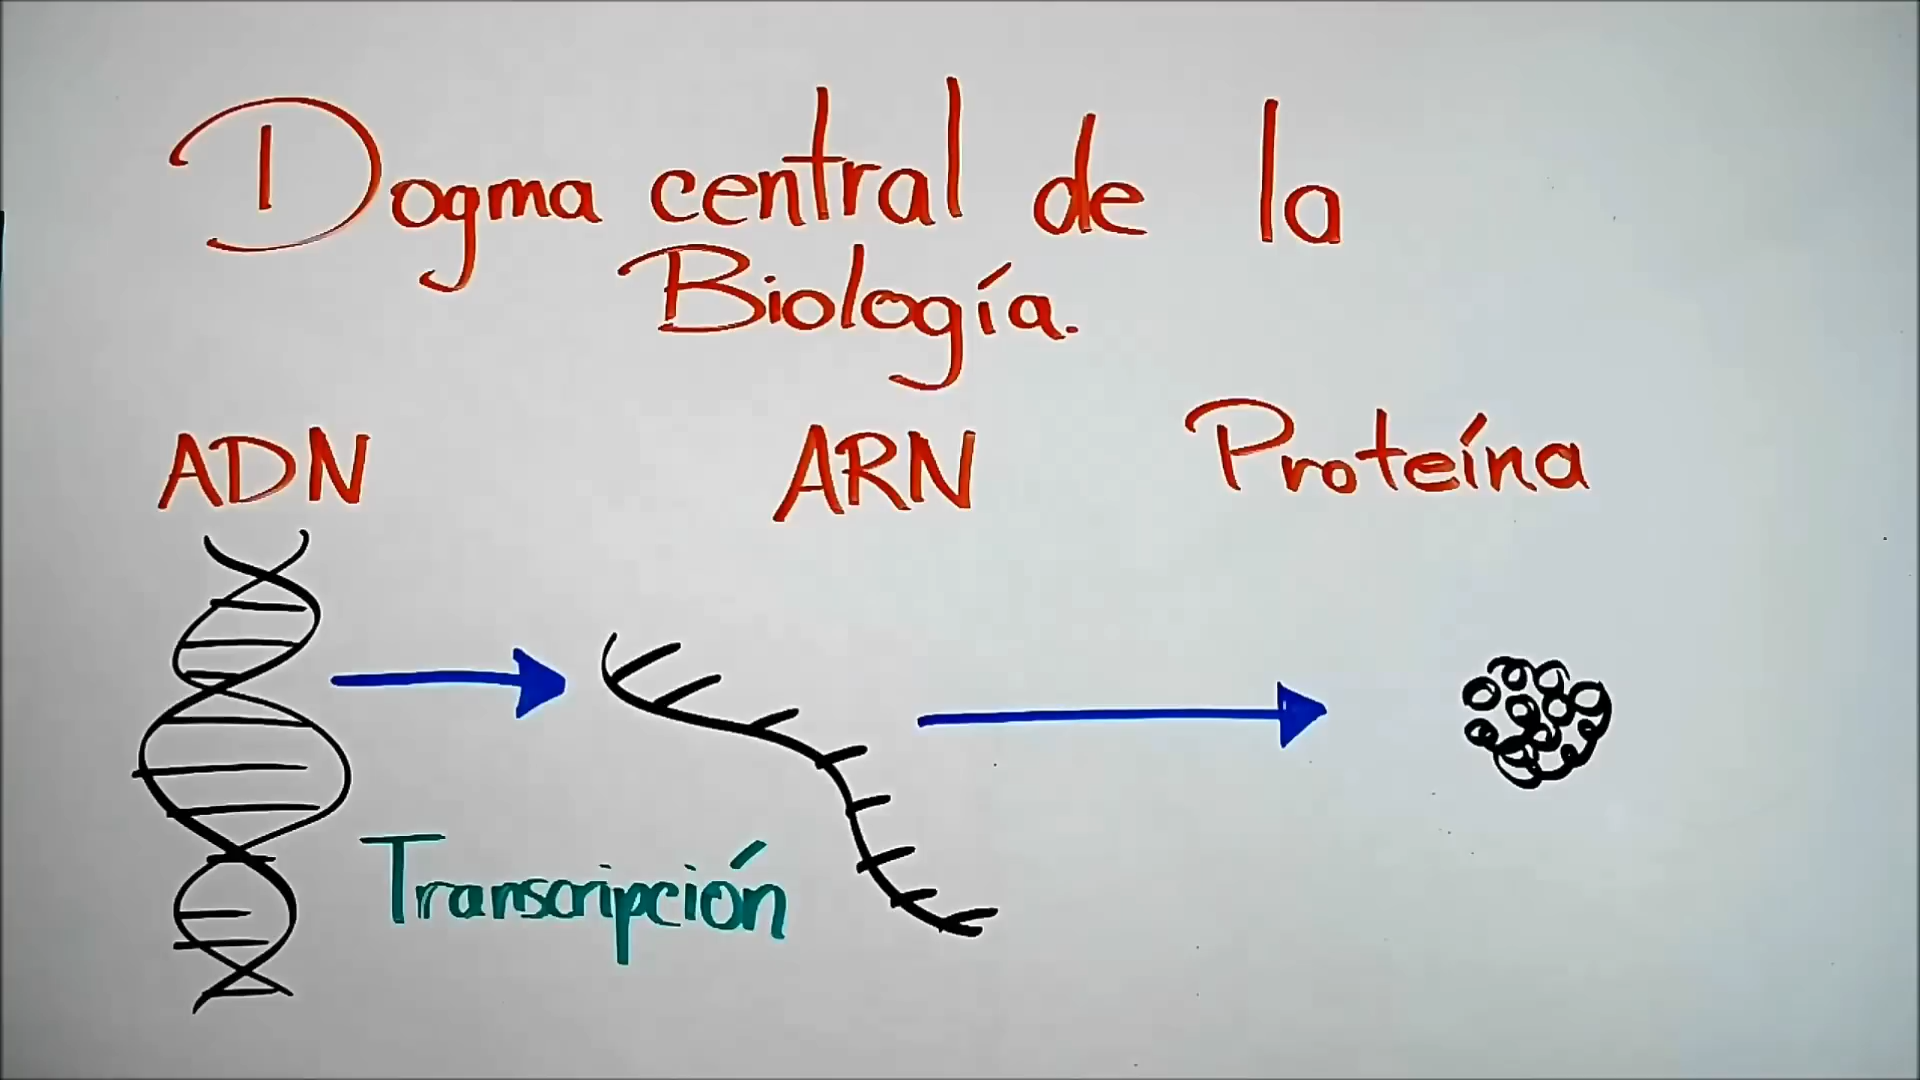 Dogma central de la
Biología.
ADN
ARN
Proteína
Transcripción